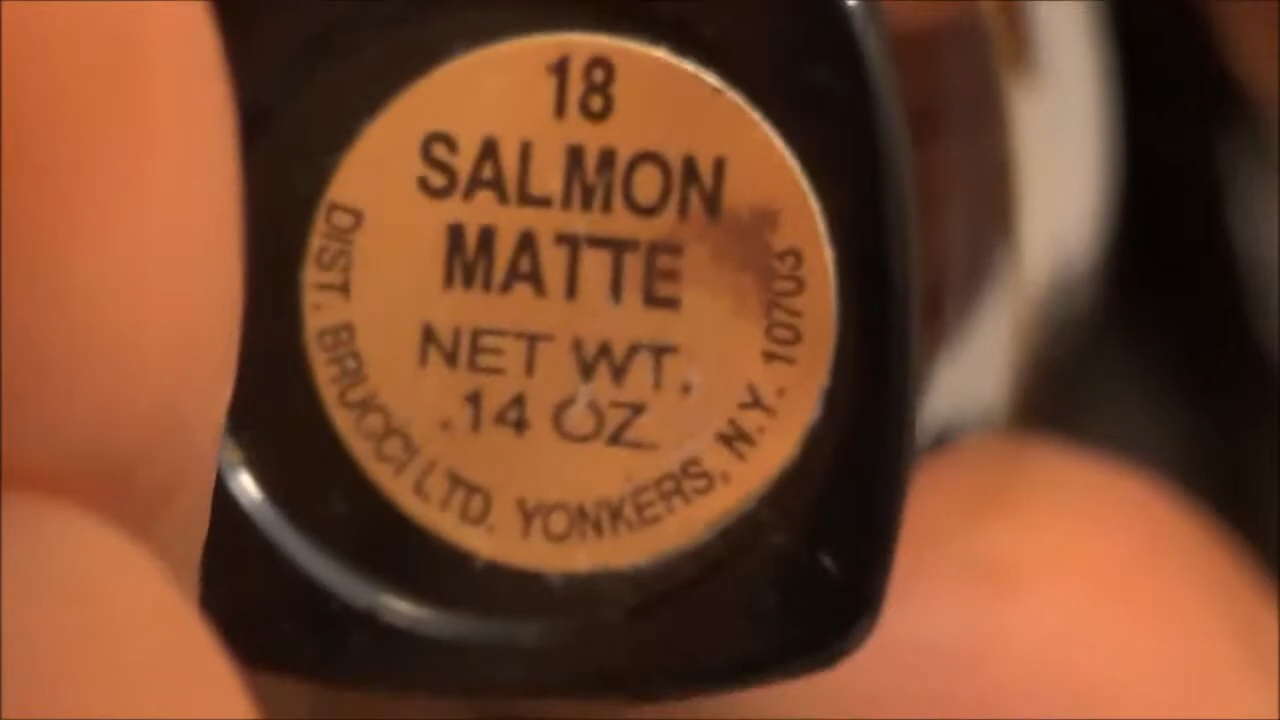 18
SALMON
MATTE
NET WT.
.14 OZ
DIST. BRUCCI LTD. YONKERS, N.Y. 10703